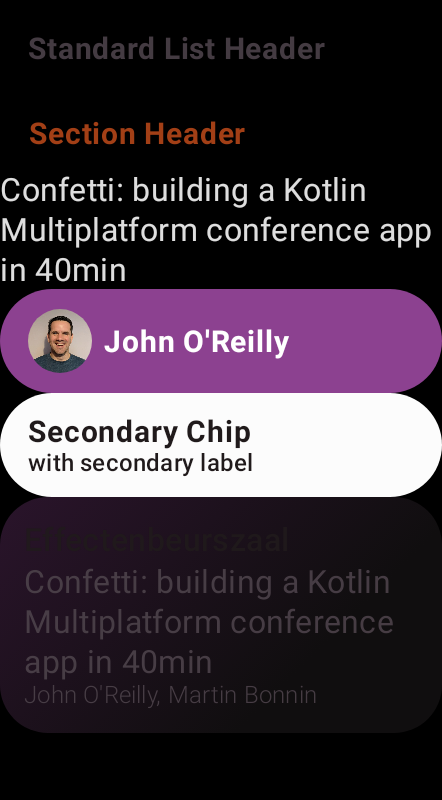 Standard List Header
Section Header
Confetti: building a Kotlin
Multiplatform conference app
in 40min
John O'Reilly
Secondary Chip
with secondary label
Effectenbeurszaal
Confetti: building a Kotlin
Multiplatform conference
app in 40min
John O'Reilly, Martin Bonnin